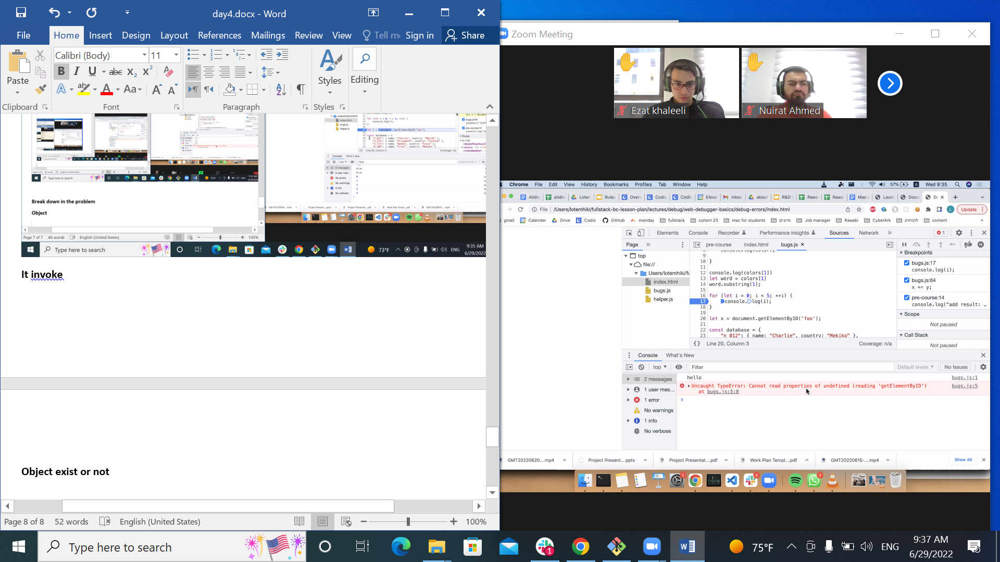 day4.docx - Word
File
Home
Insert
Design
Layout
References
Mailings
Review
View
Sign in
Share
Calibri (Body)
11
Paste
Styles
Editing
Clipboard
Font
Paragraph
Styles
Break down in the problem
Object
Page 7 of 7
46 words
English (United States)
100%
Type here to search
73°F
ENG
9:35 AM
6/29/2022
It invoke
Object exist or not
Page 8 of 8
52 words
English (United States)
100%
Zoom Meeting
Ezat khaleeli
Nuirat Ahmed
Chrome File Edit View History Bookmarks Profiles Tab Window Help
57%
Wed 9:35
File
/Users/lotemhiki/fullstack-bc-lesson-plan/lectures/debug/web-debugger-basics/debug-errors/index.html
Update
gmail Calendar Drive Codio GitHub monday fullstack cohort 23 mac for students מיונים Job manager Rawabi CyberArk לקוחות content
Elements Console Recorder Performance insights Sources Network
1
Page
pre-course index.html bugs.js
top
file://
index.html
bugs.js
helper.js
9
10 }
11
12 console.log(colors[1])
13 let word = colors[1]
14 word.substring(1);
15
16 for (let i = 0; i < 5; ++i) {
17 console.log(i);
18 }
19
20 let x = document.getElementByID('foo');
21
22 const database = {
23 "n_012": { name: "Charlie", country: "Mekiko" },
{} Line 20, Column 3
Coverage: n/a
Breakpoints
bugs.js:17
console.log(i);
bugs.js:64
x += y;
pre-course:14
console.log("add result: …
Scope
Not paused
Call Stack
Not paused
Console What's New
top
Filter
Default levels
No Issues
2 messages
1 user mes...
1 error
No warnings
1 info
No verbose
hello
bugs.js:1
Uncaught TypeError: Cannot read properties of undefined (reading 'getElementByID')
at bugs.js:5:8
bugs.js:5
GMT20220620....mp4
Project Present....pptx
Project Presentat....pdf
Work Plan Templ....pdf
GMT20220615-....mp4
Show All
Type here to search
75°F
ENG
9:37 AM
6/29/2022